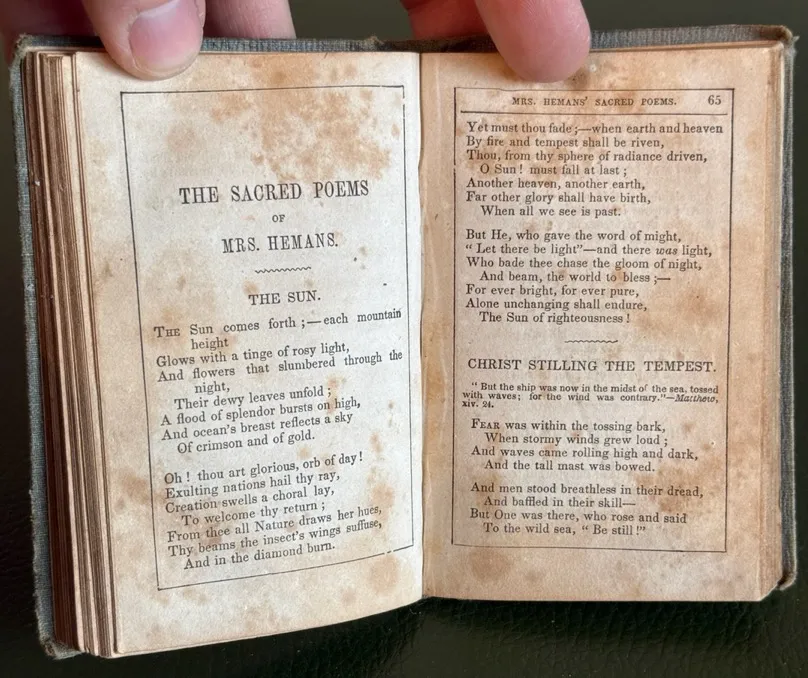 THE SACRED POEMS
OF
MRS. HEMANS.
THE SUN.
THE Sun comes forth ;—each mountain
height
Glows with a tinge of rosy light,
And flowers that slumbered through the
night,
Their dewy leaves unfold ;
A flood of splendor bursts on high,
And ocean's breast reflects a sky
Of crimson and of gold.
Oh ! thou art glorious, orb of day !
Exulting nations hail thy ray,
Creation swells a choral lay,
To welcome thy return ;
From thee all Nature draws her hues,
Thy beams the insect's wings suffuse,
And in the diamond burn.
MRS. HEMANS' SACRED POEMS. 65
Yet must thou fade ;—when earth and heaven
By fire and tempest shall be riven,
Thou, from thy sphere of radiance driven,
O Sun ! must fall at last ;
Another heaven, another earth,
Far other glory shall have birth,
When all we see is past.
But He, who gave the word of might,
“ Let there be light”—and there was light,
Who bade thee chase the gloom of night,
And beam, the world to bless ;—
For ever bright, for ever pure,
Alone unchanging shall endure,
The Sun of righteousness !
CHRIST STILLING THE TEMPEST.
“ But the ship was now in the midst of the sea, tossed
with waves; for the wind was contrary.”—Matthew,
xiv. 24.
FEAR was within the tossing bark,
When stormy winds grew loud ;
And waves came rolling high and dark,
And the tall mast was bowed.
And men stood breathless in their dread,
And baffled in their skill—
But One was there, who rose and said
To the wild sea, “ Be still !”